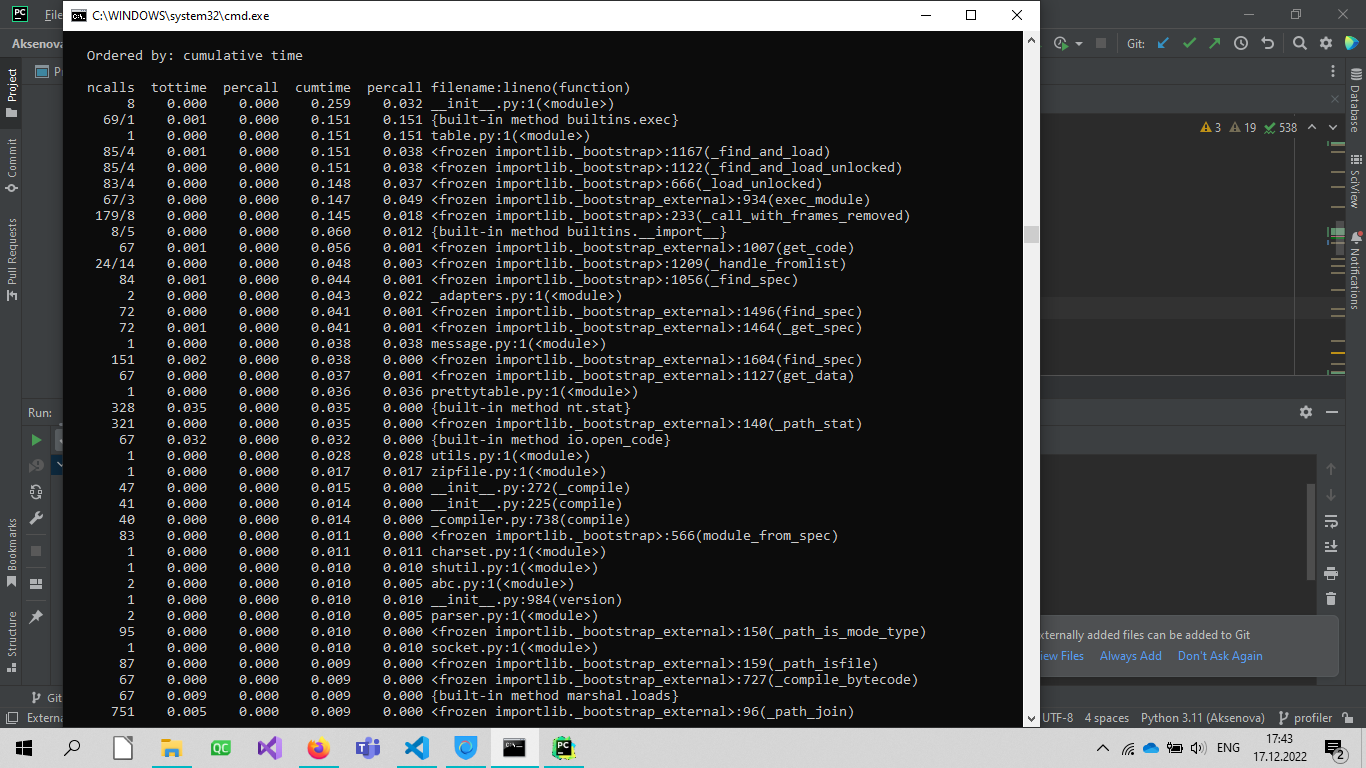 C:\WINDOWS\system32\cmd.exe
File
Aksenova
Git:
Ordered by: cumulative time
ncalls  tottime  percall  cumtime  percall filename:lineno(function)
8    0.000    0.000    0.259    0.032 __init__.py:1(<module>)
69/1    0.001    0.000    0.151    0.151 {built-in method builtins.exec}
1    0.000    0.000    0.151    0.151 table.py:1(<module>)
85/4    0.001    0.000    0.151    0.038 <frozen importlib._bootstrap>:1167(_find_and_load)
85/4    0.000    0.000    0.151    0.038 <frozen importlib._bootstrap>:1122(_find_and_load_unlocked)
83/4    0.000    0.000    0.148    0.037 <frozen importlib._bootstrap>:666(_load_unlocked)
67/3    0.000    0.000    0.147    0.049 <frozen importlib._bootstrap_external>:934(exec_module)
179/8    0.000    0.000    0.145    0.018 <frozen importlib._bootstrap>:233(_call_with_frames_removed)
8/5    0.000    0.000    0.060    0.012 {built-in method builtins.__import__}
67    0.001    0.000    0.056    0.001 <frozen importlib._bootstrap_external>:1007(get_code)
24/14    0.000    0.000    0.048    0.003 <frozen importlib._bootstrap>:1209(_handle_fromlist)
84    0.001    0.000    0.044    0.001 <frozen importlib._bootstrap>:1056(_find_spec)
2    0.000    0.000    0.043    0.022 _adapters.py:1(<module>)
72    0.000    0.000    0.041    0.001 <frozen importlib._bootstrap_external>:1496(find_spec)
72    0.001    0.000    0.041    0.001 <frozen importlib._bootstrap_external>:1464(_get_spec)
1    0.000    0.000    0.038    0.038 message.py:1(<module>)
151    0.002    0.000    0.038    0.000 <frozen importlib._bootstrap_external>:1604(find_spec)
67    0.000    0.000    0.037    0.001 <frozen importlib._bootstrap_external>:1127(get_data)
1    0.000    0.000    0.036    0.036 prettytable.py:1(<module>)
328    0.035    0.000    0.035    0.000 {built-in method nt.stat}
321    0.000    0.000    0.035    0.000 <frozen importlib._bootstrap_external>:140(_path_stat)
67    0.032    0.000    0.032    0.000 {built-in method io.open_code}
1    0.000    0.000    0.028    0.028 utils.py:1(<module>)
1    0.000    0.000    0.017    0.017 zipfile.py:1(<module>)
47    0.000    0.000    0.015    0.000 __init__.py:272(_compile)
41    0.000    0.000    0.014    0.000 __init__.py:225(compile)
40    0.000    0.000    0.014    0.000 _compiler.py:738(compile)
83    0.000    0.000    0.011    0.000 <frozen importlib._bootstrap>:566(module_from_spec)
1    0.000    0.000    0.011    0.011 charset.py:1(<module>)
1    0.000    0.000    0.010    0.010 shutil.py:1(<module>)
2    0.000    0.000    0.010    0.005 abc.py:1(<module>)
1    0.000    0.000    0.010    0.010 __init__.py:984(version)
2    0.000    0.000    0.010    0.005 parser.py:1(<module>)
95    0.000    0.000    0.010    0.000 <frozen importlib._bootstrap_external>:150(_path_is_mode_type)
1    0.000    0.000    0.010    0.010 socket.py:1(<module>)
87    0.000    0.000    0.009    0.000 <frozen importlib._bootstrap_external>:159(_path_isfile)
67    0.000    0.000    0.009    0.000 <frozen importlib._bootstrap_external>:727(_compile_bytecode)
67    0.009    0.000    0.009    0.000 {built-in method marshal.loads}
751    0.005    0.000    0.009    0.000 <frozen importlib._bootstrap_external>:96(_path_join)
Project
Commit
Pull Requests
Bookmarks
Structure
Run:
Git
3 19 538
Database
SciView
Notifications
externally added files can be added to Git
View Files Always Add Don't Ask Again
UTF-8 4 spaces Python 3.11 (Aksenova) profiler
ENG
17:43
17.12.2022
2